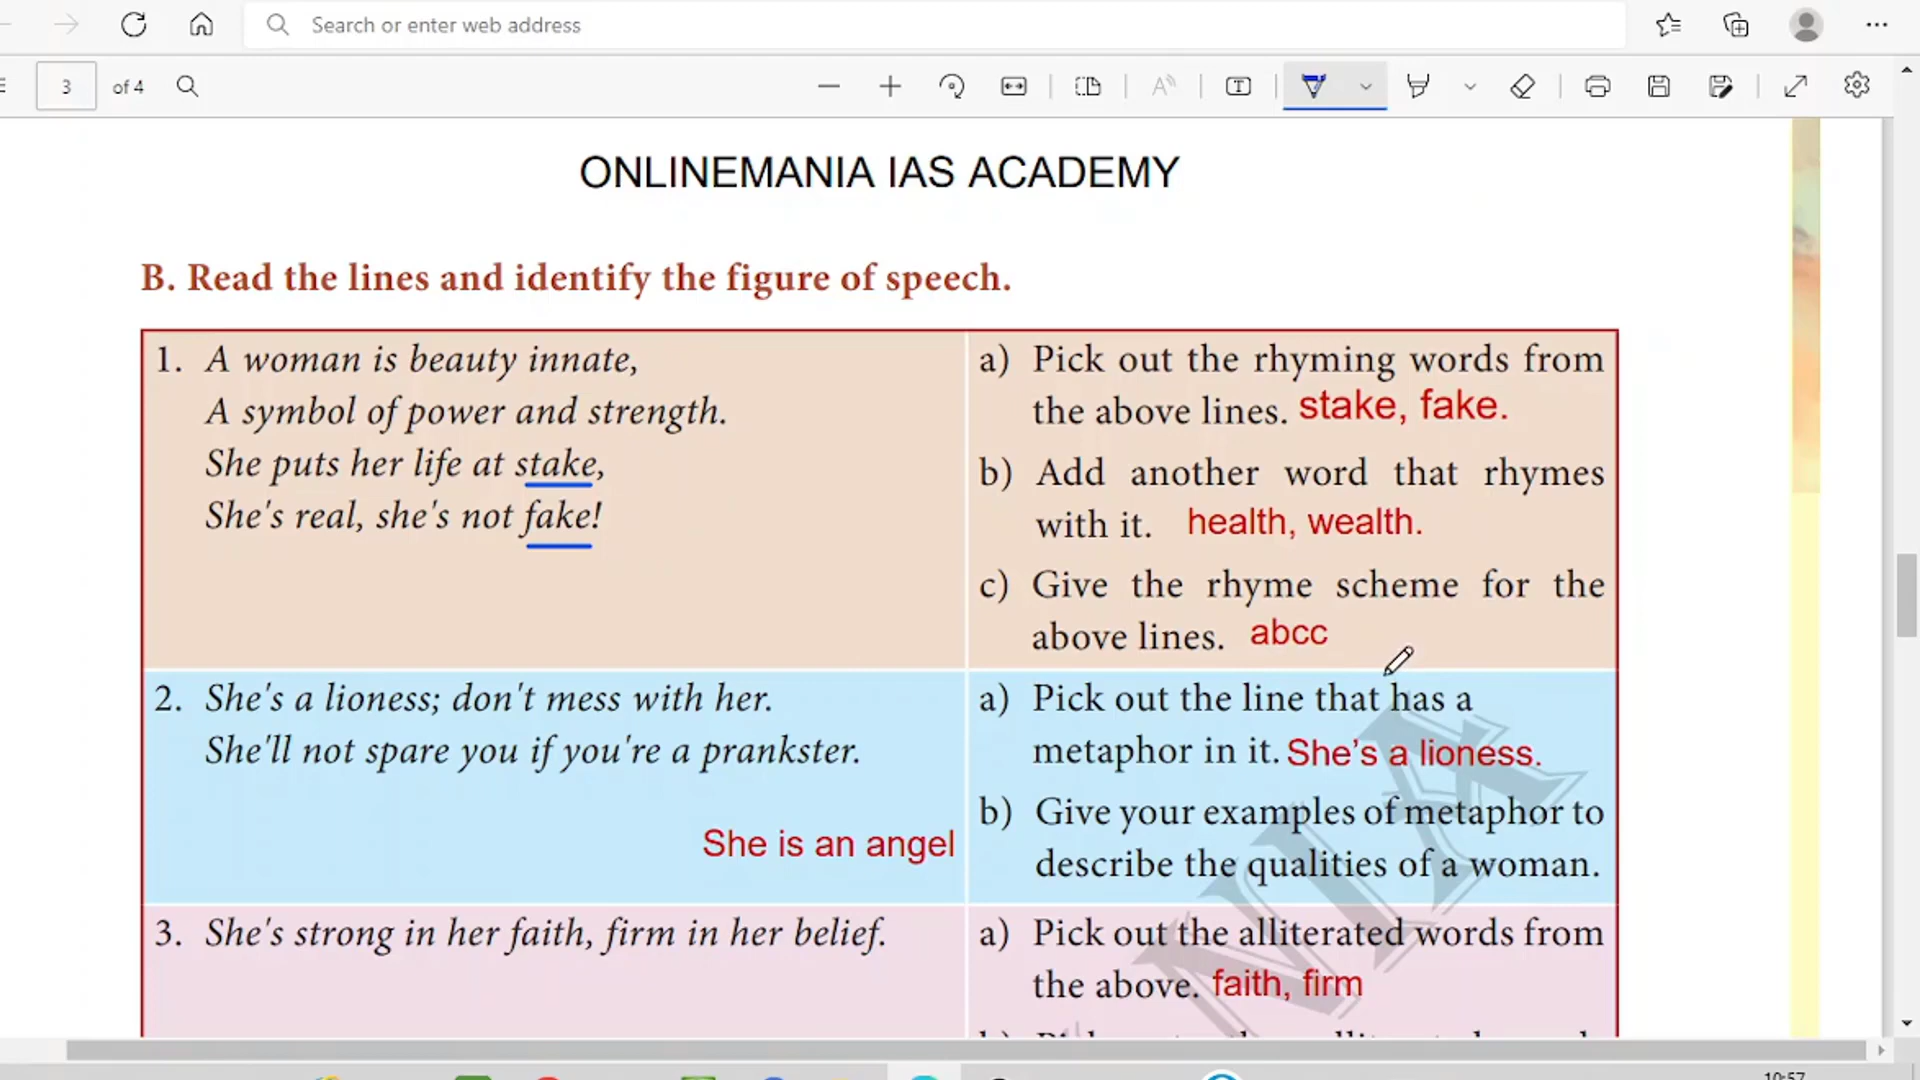 Search or enter web address
3 of 4
ONLINEMANIA IAS ACADEMY
B. Read the lines and identify the figure of speech.
1. A woman is beauty innate,
A symbol of power and strength.
She puts her life at stake,
She's real, she's not fake!
a) Pick out the rhyming words from
the above lines. stake, fake.
b) Add another word that rhymes
with it. health, wealth.
c) Give the rhyme scheme for the
above lines. abcc
2. She's a lioness; don't mess with her.
She'll not spare you if you're a prankster.
She is an angel
a) Pick out the line that has a
metaphor in it. She's a lioness.
b) Give your examples of metaphor to
describe the qualities of a woman.
3. She's strong in her faith, firm in her belief.
a) Pick out the alliterated words from
the above. faith, firm
10:57